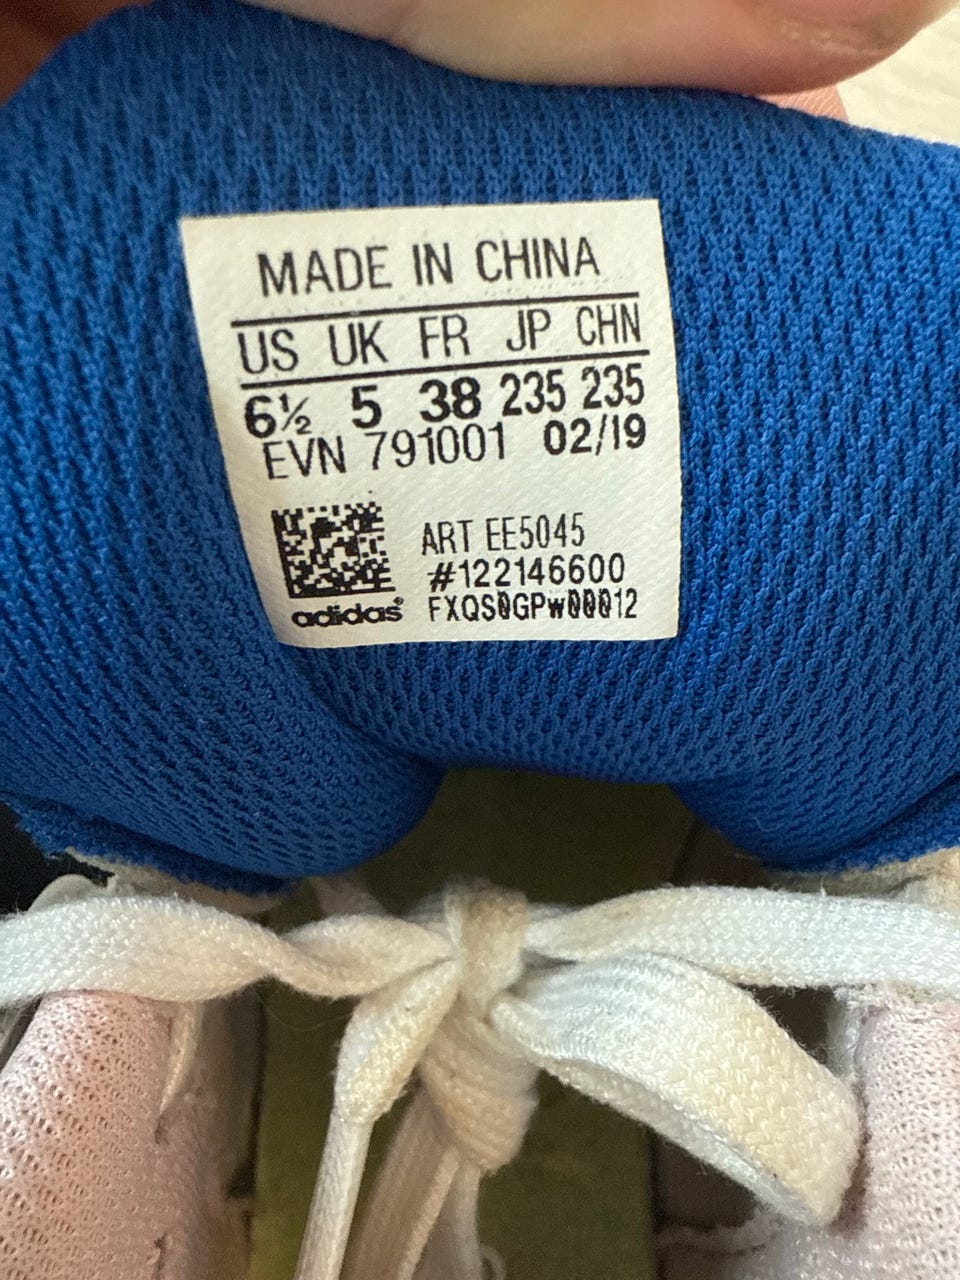 MADE IN CHINA
US UK FR JP CHN
6½ 5 38 235 235
EVN 791001 02/19
ART EE5045
#122146600
adidas® FXQS0GPW00012